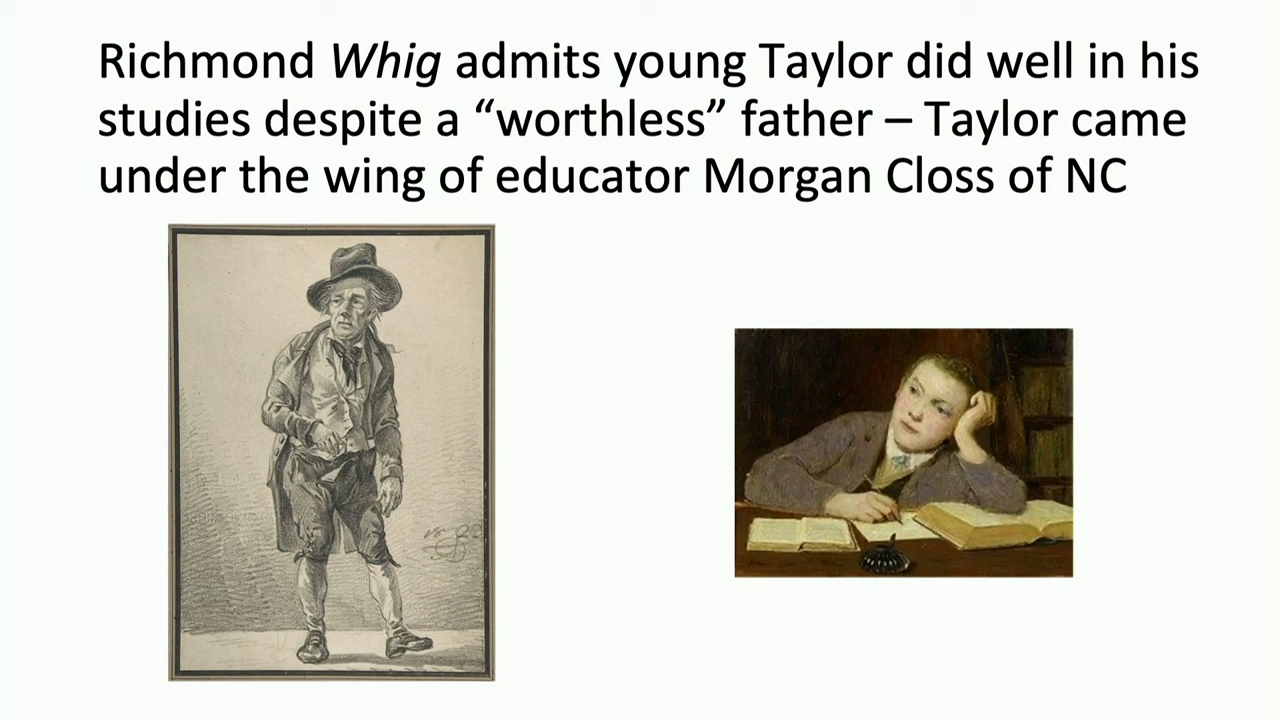 Richmond Whig admits young Taylor did well in his
studies despite a “worthless” father – Taylor came
under the wing of educator Morgan Closs of NC